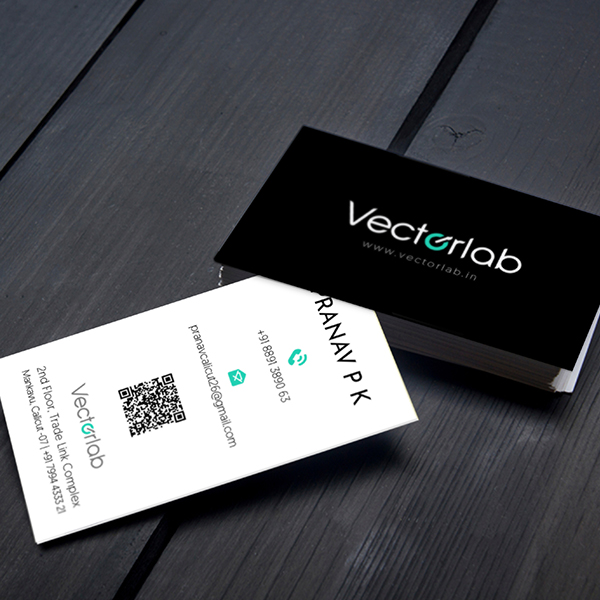 Vectorlab
www.vectorlab.in
PRANAV P K
+91 8891 3890 63
pranavcalicut26@gmail.com
Vectorlab
2nd Floor, Trade Link Complex
Mankavu, Calicut-07 | +91 7994 4333 21